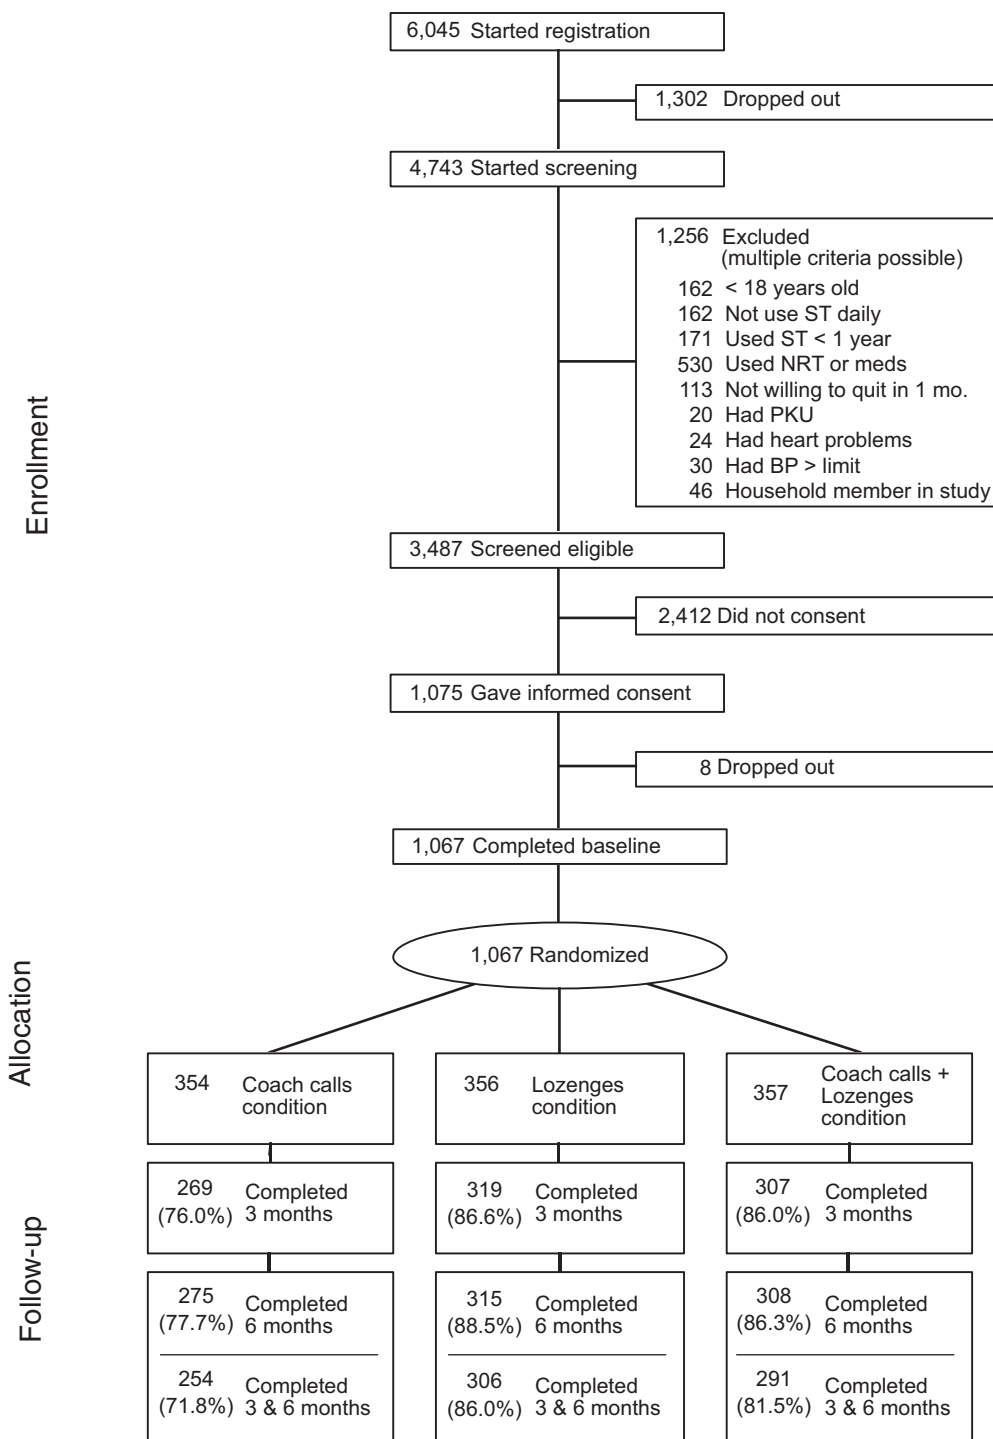 6,045 Started registration
1,302 Dropped out
4,743 Started screening
1,256 Excluded
(multiple criteria possible)
162 < 18 years old
162 Not use ST daily
171 Used ST < 1 year
530 Used NRT or meds
113 Not willing to quit in 1 mo.
20 Had PKU
24 Had heart problems
30 Had BP > limit
46 Household member in study
Enrollment
3,487 Screened eligible
2,412 Did not consent
1,075 Gave informed consent
8 Dropped out
1,067 Completed baseline
1,067 Randomized
Allocation
354 Coach calls
condition
356 Lozenges
condition
357 Coach calls +
Lozenges
condition
Follow-up
269 Completed
(76.0%) 3 months
319 Completed
(86.6%) 3 months
307 Completed
(86.0%) 3 months
275 Completed
(77.7%) 6 months
315 Completed
(88.5%) 6 months
308 Completed
(86.3%) 6 months
254 Completed
(71.8%) 3 & 6 months
306 Completed
(86.0%) 3 & 6 months
291 Completed
(81.5%) 3 & 6 months